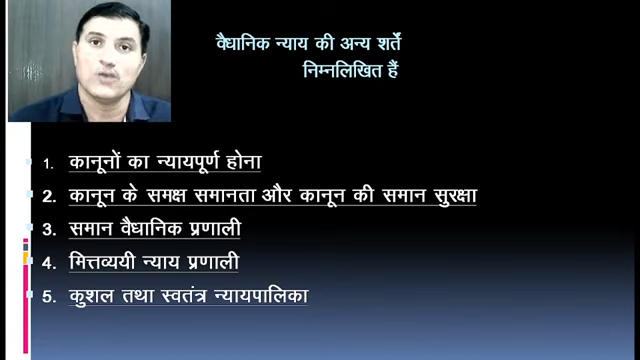 वैधानिक न्याय की अन्य शर्तें
निम्नलिखित हैं
1. कानूनों का न्यायपूर्ण होना
2. कानून के समक्ष समानता और कानून की समान सुरक्षा
3. समान वैधानिक प्रणाली
4. मित्तव्ययी न्याय प्रणाली
5. कुशल तथा स्वतंत्र न्यायपालिका